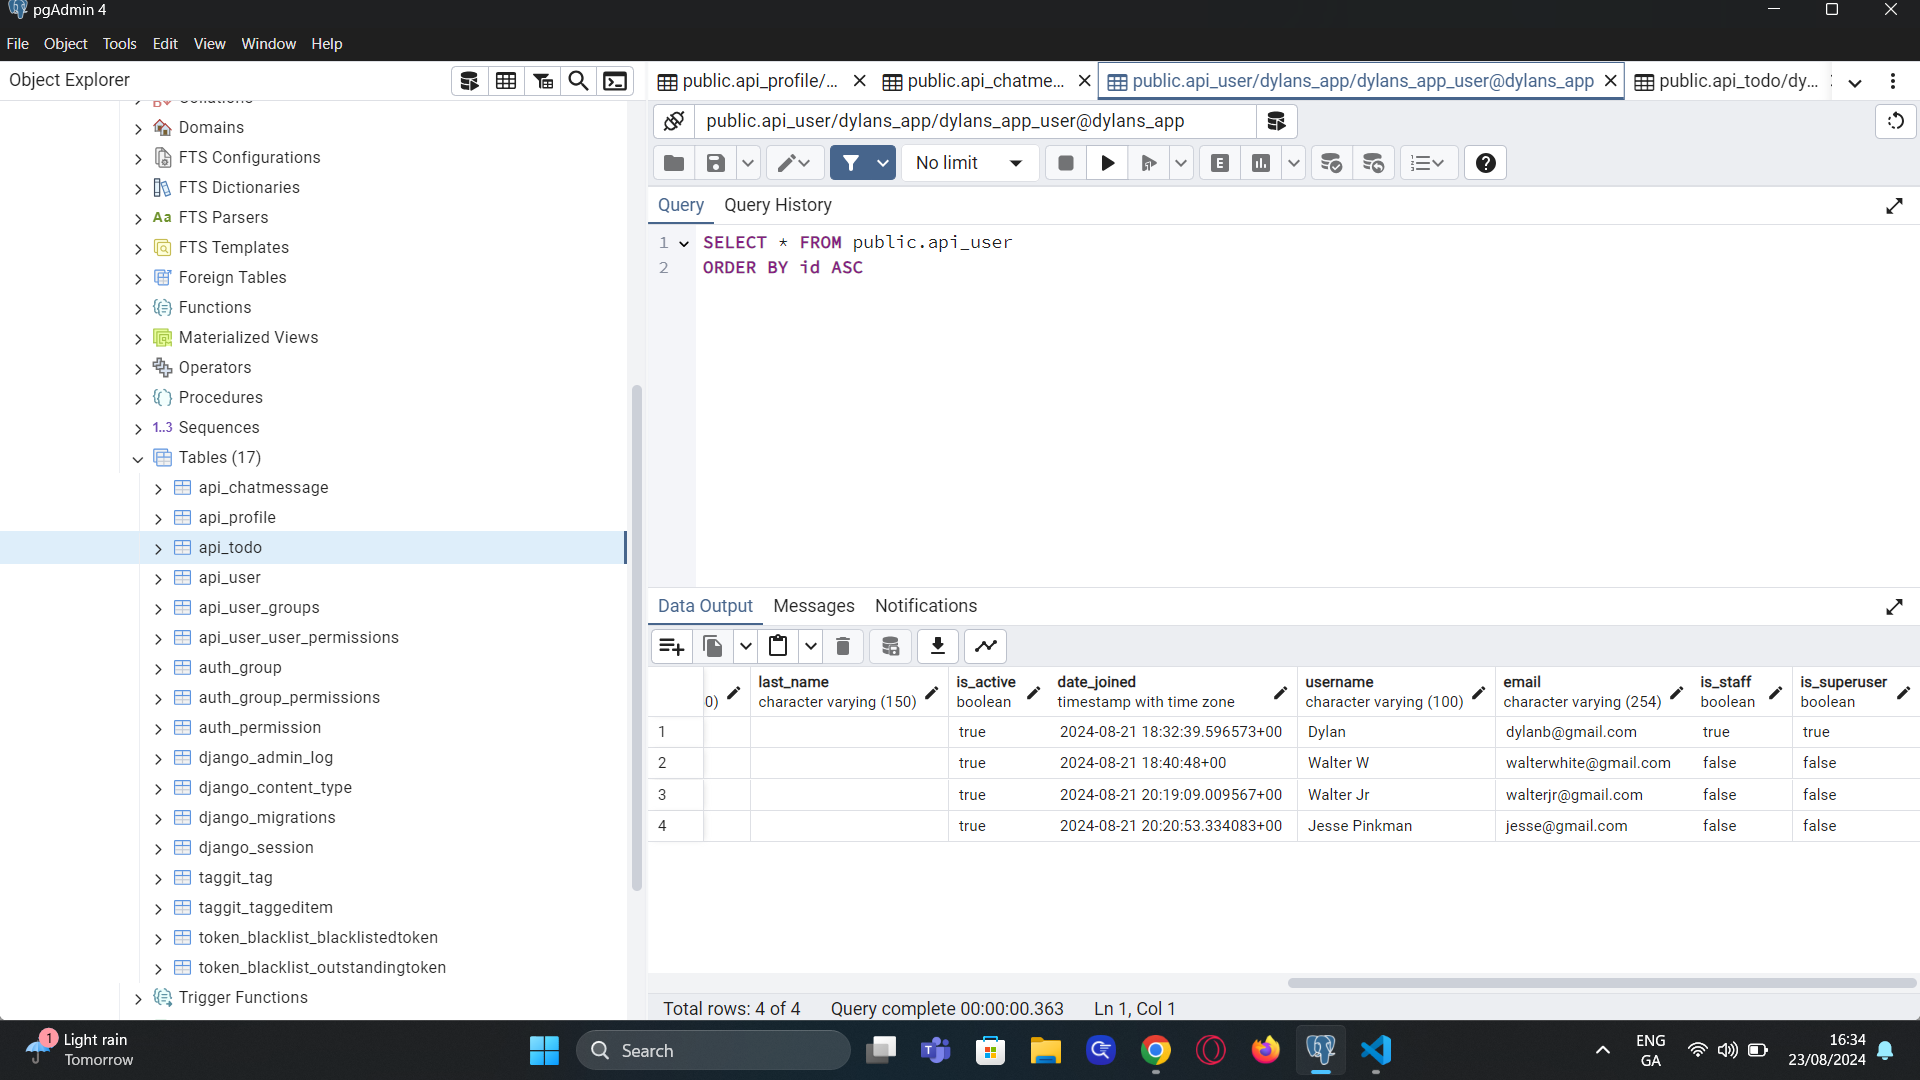 pgAdmin 4
File Object Tools Edit View Window Help
Object Explorer
Domains
FTS Configurations
FTS Dictionaries
Aa FTS Parsers
FTS Templates
Foreign Tables
Functions
Materialized Views
Operators
Procedures
1..3 Sequences
Tables (17)
api_chatmessage
api_profile
api_todo
api_user
api_user_groups
api_user_user_permissions
auth_group
auth_group_permissions
auth_permission
django_admin_log
django_content_type
django_migrations
django_session
taggit_tag
taggit_taggeditem
token_blacklist_blacklistedtoken
token_blacklist_outstandingtoken
Trigger Functions
public.api_profile/... public.api_chatme... public.api_user/dylans_app/dylans_app_user@dylans_app public.api_todo/dy...
public.api_user/dylans_app/dylans_app_user@dylans_app
No limit E
Query Query History
1 SELECT * FROM public.api_user
2 ORDER BY id ASC
Data Output Messages Notifications
last_name is_active date_joined username email is_staff is_superuser
0) character varying (150) boolean timestamp with time zone character varying (100) character varying (254) boolean boolean
1 true 2024-08-21 18:32:39.596573+00 Dylan dylanb@gmail.com true true
2 true 2024-08-21 18:40:48+00 Walter W walterwhite@gmail.com false false
3 true 2024-08-21 20:19:09.009567+00 Walter Jr walterjr@gmail.com false false
4 true 2024-08-21 20:20:53.334083+00 Jesse Pinkman jesse@gmail.com false false
Total rows: 4 of 4 Query complete 00:00:00.363 Ln 1, Col 1
1 Light rain
Tomorrow
Search
ENG
GA
16:34
23/08/2024